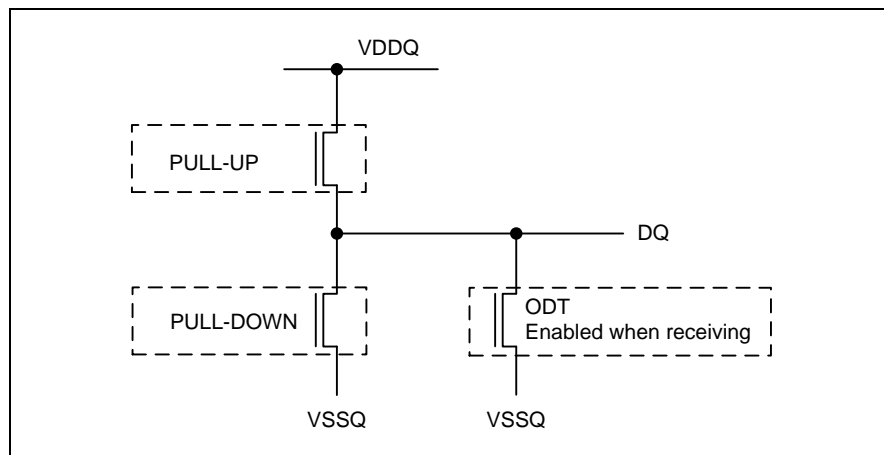 VDDQ
PULL-UP
DQ
PULL-DOWN
ODT
Enabled when receiving
VSSQ
VSSQ